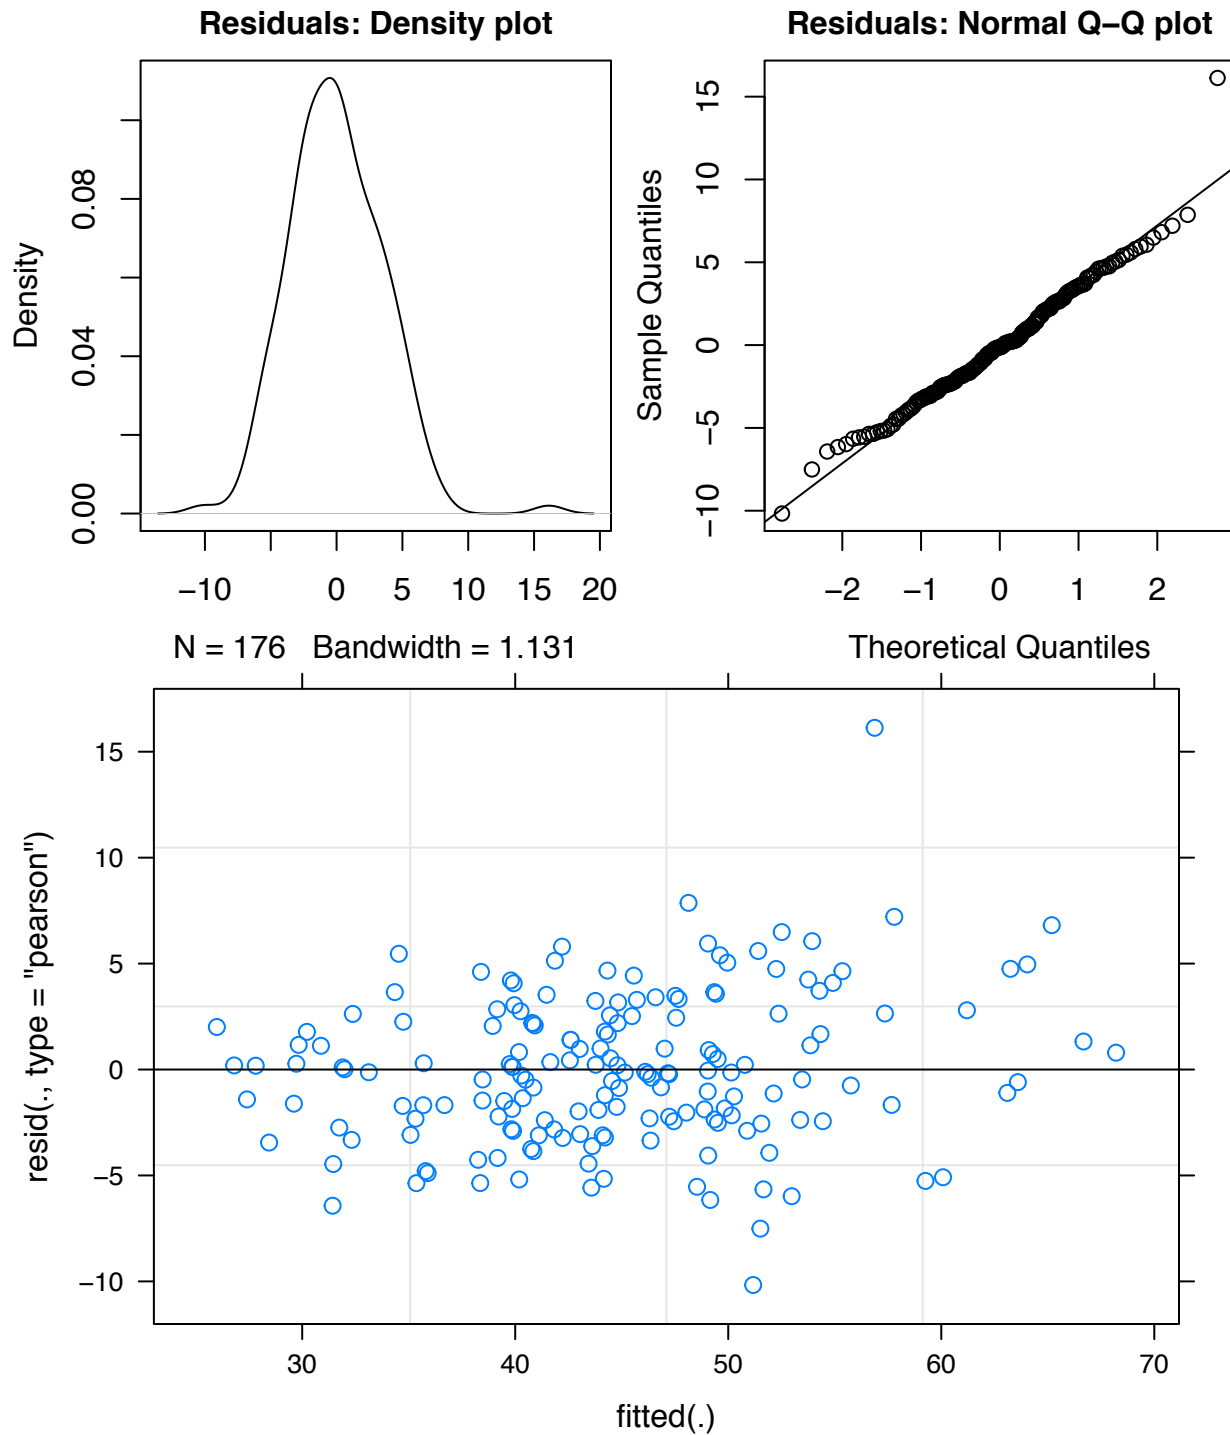 Residuals: Density plot
Density
0.00 0.04 0.08
−10 0 5 10 15 20
N = 176 Bandwidth = 1.131
Residuals: Normal Q−Q plot
Sample Quantiles
−10 −5 0 5 10 15
−2 −1 0 1 2
Theoretical Quantiles
resid(., type = "pearson")
15
10
5
0
−5
−10
30 40 50 60 70
fitted(.)